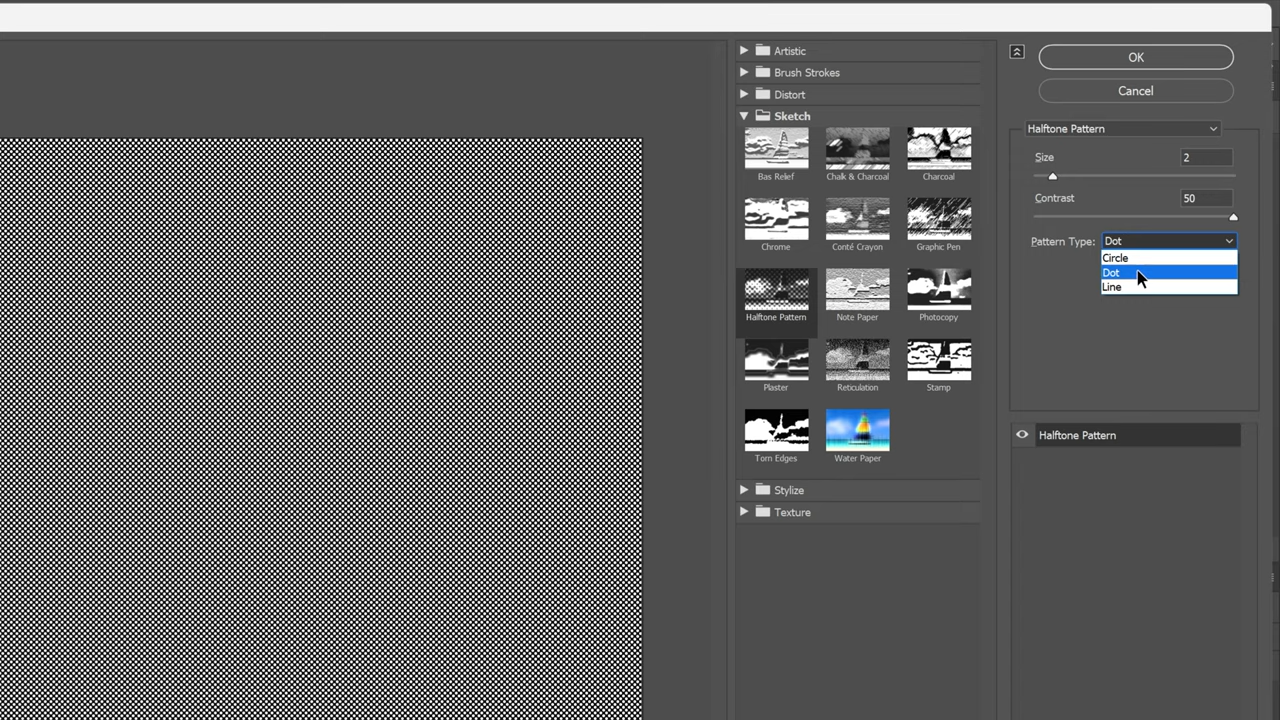 Artistic
Brush Strokes
Distort
Sketch
Bas Relief
Chalk & Charcoal
Charcoal
Chrome
Conté Crayon
Graphic Pen
Halftone Pattern
Note Paper
Photocopy
Plaster
Reticulation
Stamp
Torn Edges
Water Paper
Stylize
Texture
OK
Cancel
Halftone Pattern
Size 2
Contrast 50
Pattern Type: Dot
Circle
Dot
Line
Halftone Pattern